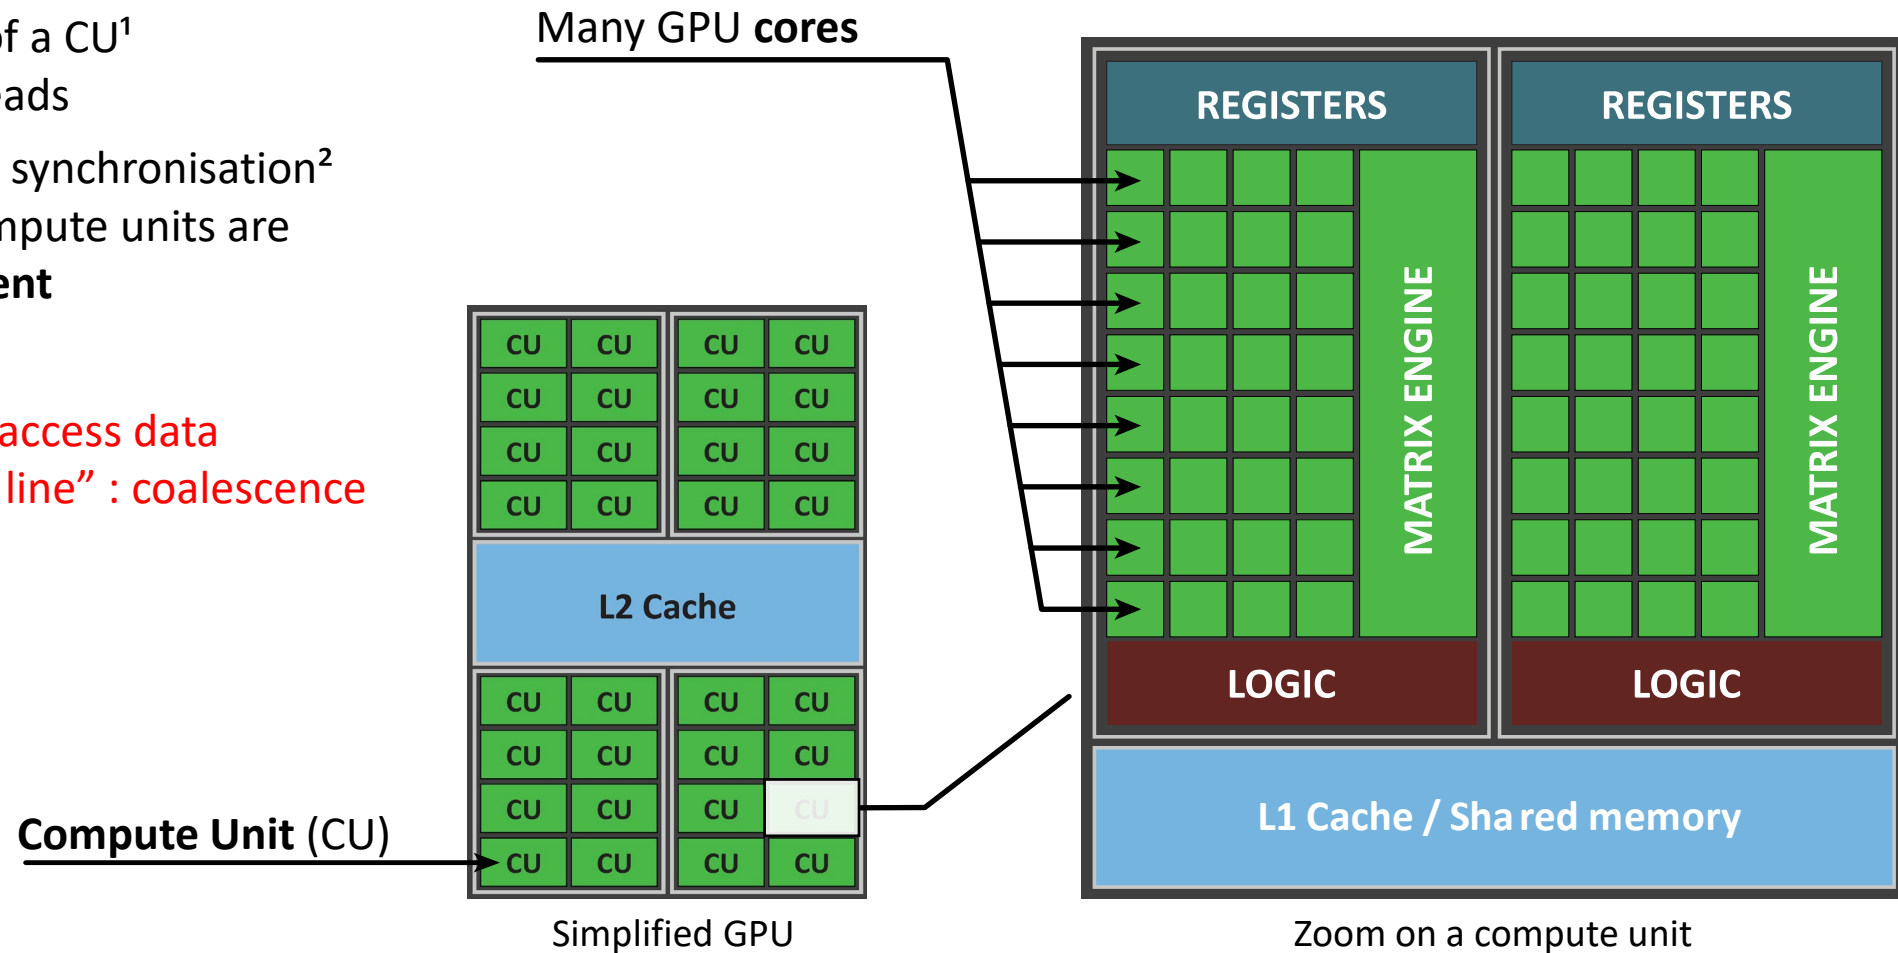 of a CU¹
eads
synchronisation²
mpute units are
ent
access data
line” : coalescence
Many GPU cores
Compute Unit (CU)
CU CU CU CU
CU CU CU CU
CU CU CU CU
CU CU CU CU
L2 Cache
CU CU CU CU
CU CU CU CU
CU CU CU CU
CU CU CU CU
Simplified GPU
REGISTERS REGISTERS
MATRIX ENGINE MATRIX ENGINE
LOGIC LOGIC
L1 Cache / Shared memory
Zoom on a compute unit